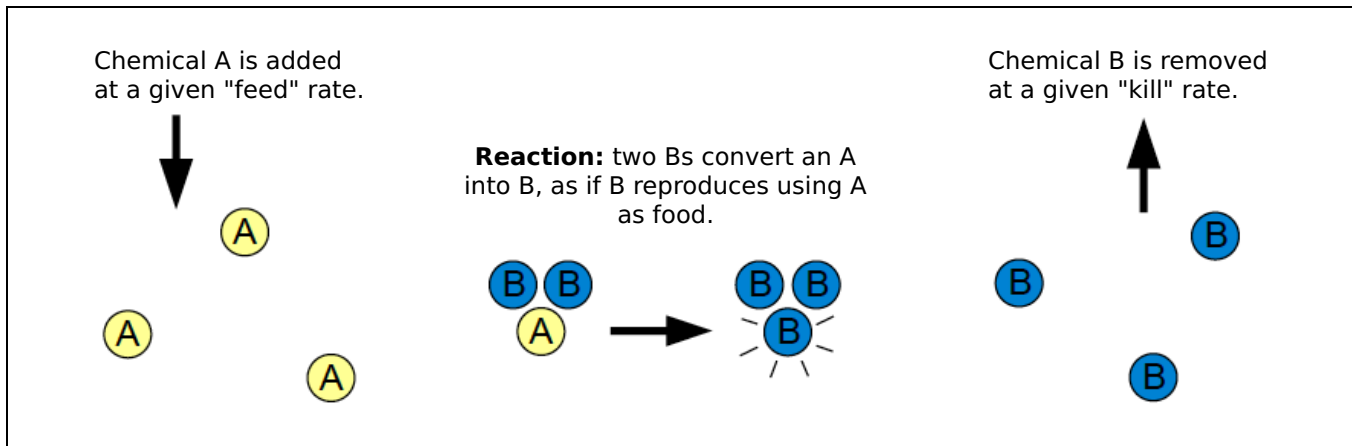 Chemical A is added
at a given "feed" rate.
A
A
A
Reaction: two Bs convert an A
into B, as if B reproduces using A
as food.
B B
A
B B
B
Chemical B is removed
at a given "kill" rate.
B
B
B